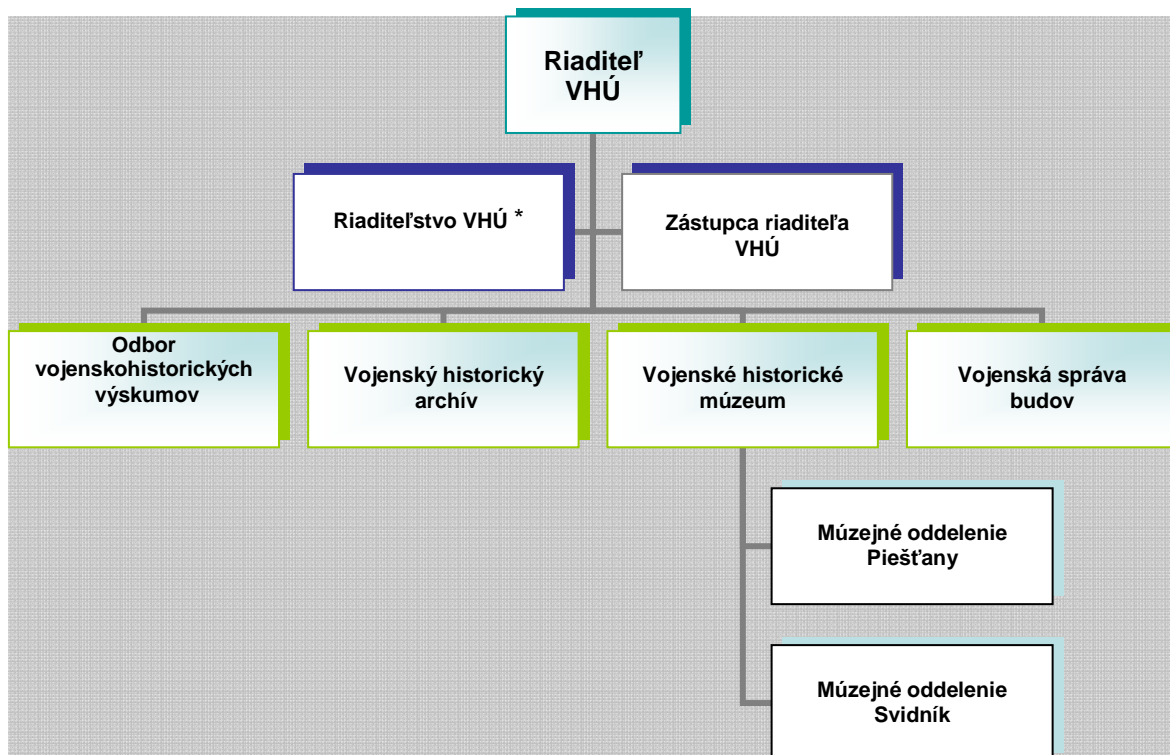 Riaditeľ
VHÚ
Riaditeľstvo VHÚ *
Zástupca riaditeľa
VHÚ
Odbor
vojenskohistorických
výskumov
Vojenský historický
archív
Vojenské historické
múzeum
Vojenská správa
budov
Múzejné oddelenie
Piešťany
Múzejné oddelenie
Svidník